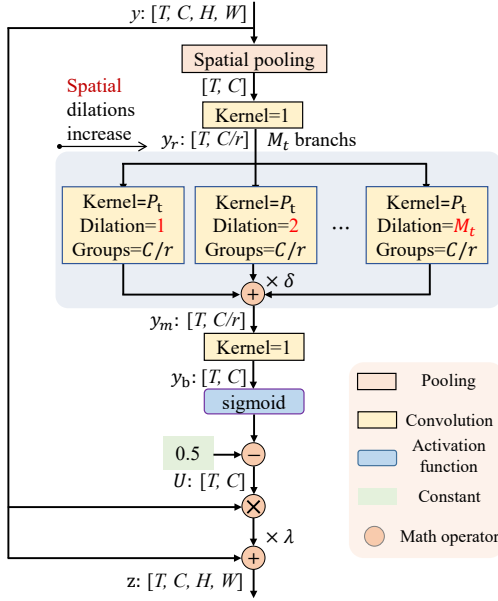 y: [T, C, H, W]
Spatial pooling
[T, C]
Spatial
dilations
increase
Kernel=1
y_r: [T, C/r] M_t branchs
Kernel=P_t
Dilation=1
Groups=C/r
Kernel=P_t
Dilation=2
Groups=C/r
...
Kernel=P_t
Dilation=M_t
Groups=C/r
+
× δ
y_m: [T, C/r]
Kernel=1
y_b: [T, C]
sigmoid
0.5
−
U: [T, C]
×
× λ
+
z: [T, C, H, W]
Pooling
Convolution
Activation
function
Constant
Math operator